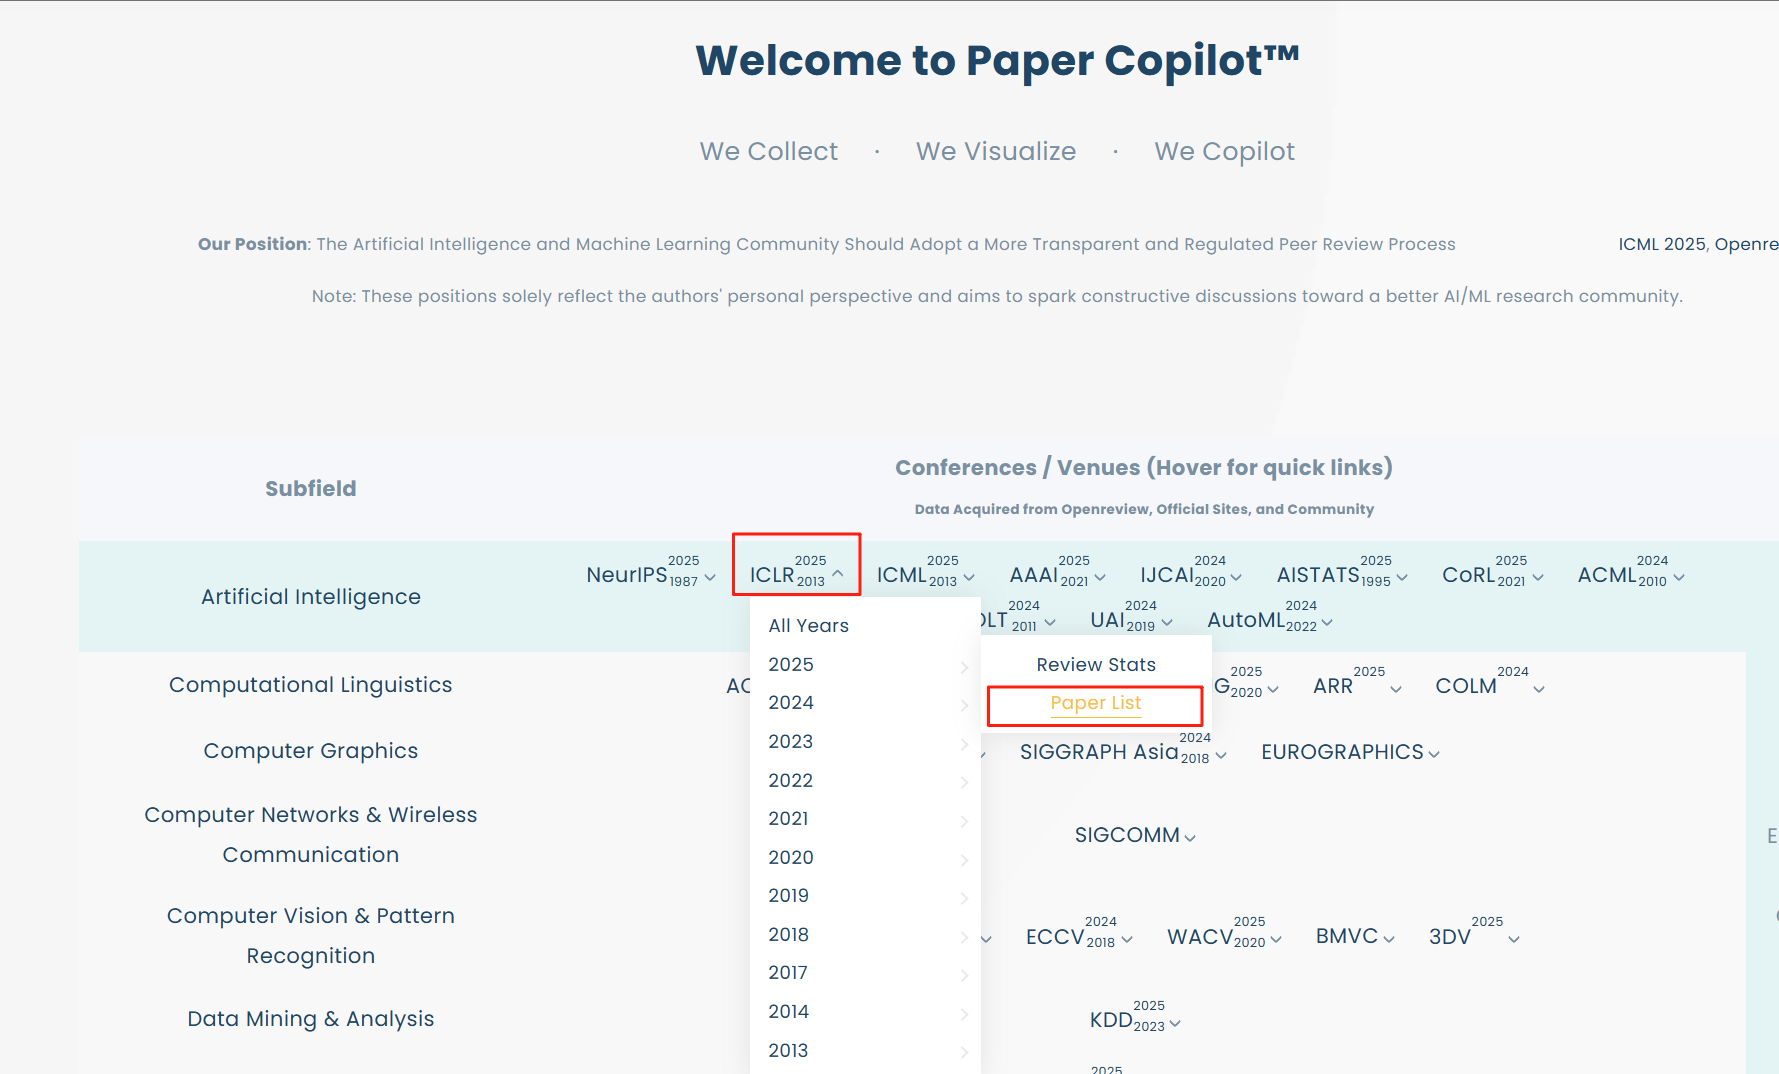 Welcome to Paper Copilot™
We Collect · We Visualize · We Copilot
Our Position: The Artificial Intelligence and Machine Learning Community Should Adopt a More Transparent and Regulated Peer Review Process ICML 2025, Openre
Note: These positions solely reflect the authors' personal perspective and aims to spark constructive discussions toward a better AI/ML research community.
Subfield
Conferences / Venues (Hover for quick links)
Data Acquired from Openreview, Official Sites, and Community
Artificial Intelligence
NeurIPS 2025 1987 ICLR 2025 2013 ICML 2025 2013 AAAI 2025 2021 IJCAI 2024 2020 AISTATS 2025 1995 CoRL 2025 2021 ACML 2024 2010
LT 2024 2011 UAI 2024 2019 AutoML 2024 2022
All Years
2025
2024
2023
2022
2021
2020
2019
2018
2017
2014
2013
Review Stats
Paper List
Computational Linguistics
AC G 2025 2020 ARR 2025 COLM 2024
Computer Graphics
SIGGRAPH Asia 2024 2018 EUROGRAPHICS
Computer Networks & Wireless
Communication
SIGCOMM
E
Computer Vision & Pattern
Recognition
ECCV 2024 2018 WACV 2025 2020 BMVC 3DV 2025
Data Mining & Analysis
KDD 2025 2023
2025